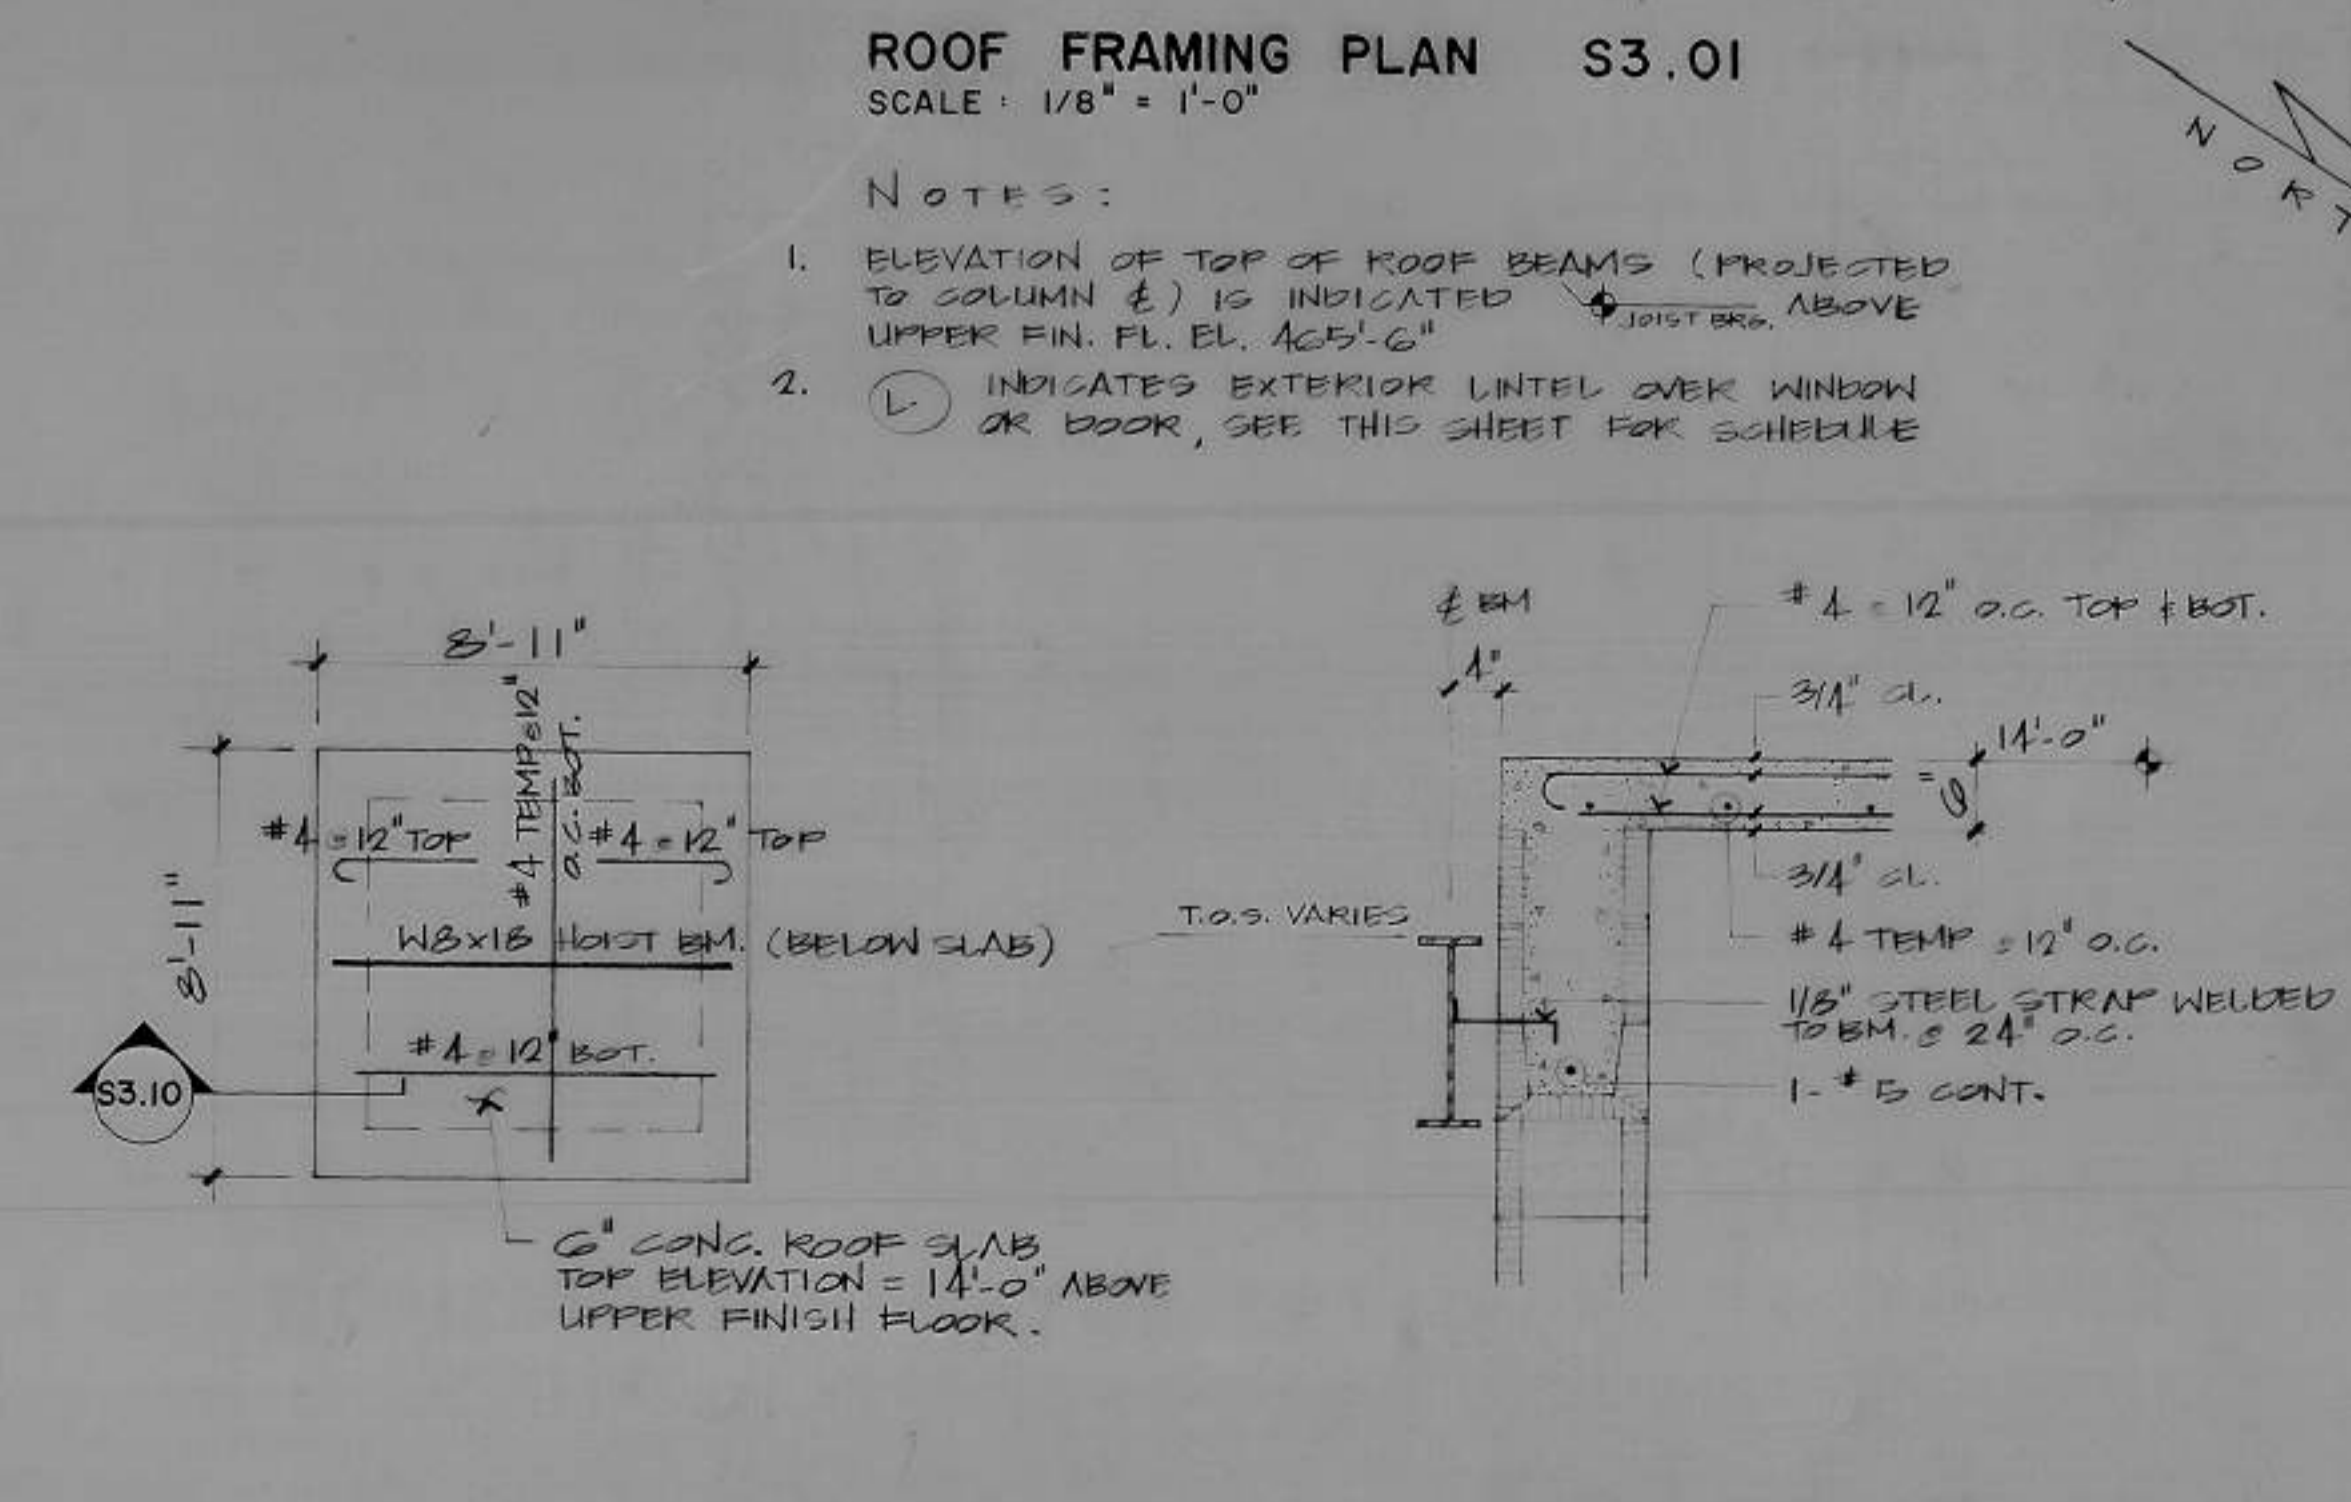 ROOF FRAMING PLAN S3.01
SCALE : 1/8" = 1'-0"
NOTES:
1. ELEVATION OF TOP OF ROOF BEAMS (PROJECTED
TO COLUMN ℄) IS INDICATED JOIST BRG. ABOVE
UPPER FIN. FL. EL. 465'-6"
2. L INDICATES EXTERIOR LINTEL OVER WINDOW
OR DOOR, SEE THIS SHEET FOR SCHEDULE
8'-11"
8'-11"
#4 TEMP @ 12"
O.C. BOT.
#4 @ 12" TOP
#4 @ 12" TOP
W8x18 HOIST BM. (BELOW SLAB)
#4 @ 12" BOT.
S3.10
6" CONC. ROOF SLAB
TOP ELEVATION = 14'-0" ABOVE
UPPER FINISH FLOOR.
℄ BM
4"
#4 @ 12" O.C. TOP & BOT.
3/4" CL.
14'-0"
6"
3/4" CL.
T.O.S. VARIES
#4 TEMP @ 12" O.C.
1/8" STEEL STRAP WELDED
TO BM. @ 24" O.C.
1-#5 CONT.